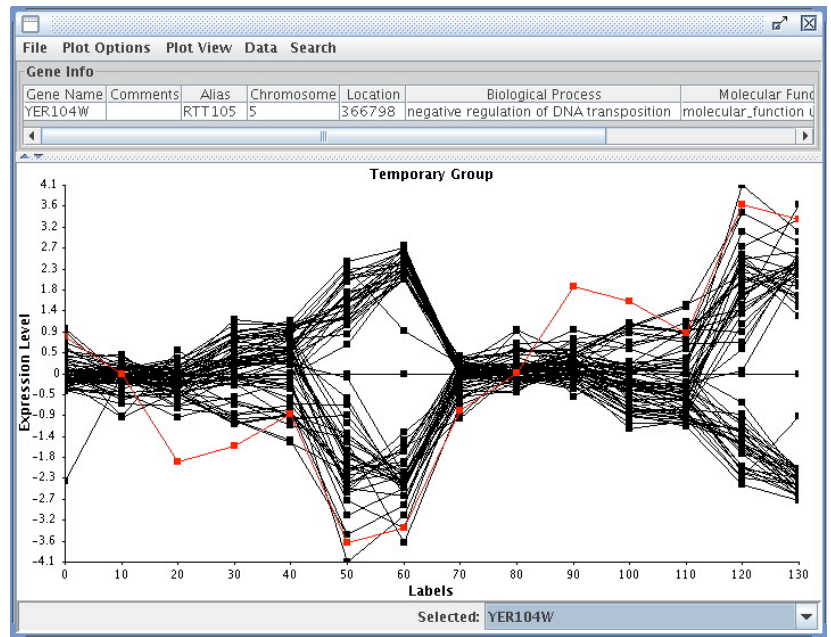 File Plot Options Plot View Data Search
Gene Info
Gene Name Comments Alias Chromosome Location Biological Process Molecular Func
YER104W RTT105 5 366798 negative regulation of DNA transposition molecular_function u
Temporary Group
Expression Level
4.1
3.6
3.2
2.7
2.3
1.8
1.4
0.9
0.5
0
-0.5
-0.9
-1.4
-1.8
-2.3
-2.7
-3.2
-3.6
-4.1
0 10 20 30 40 50 60 70 80 90 100 110 120 130
Labels
Selected: YER104W